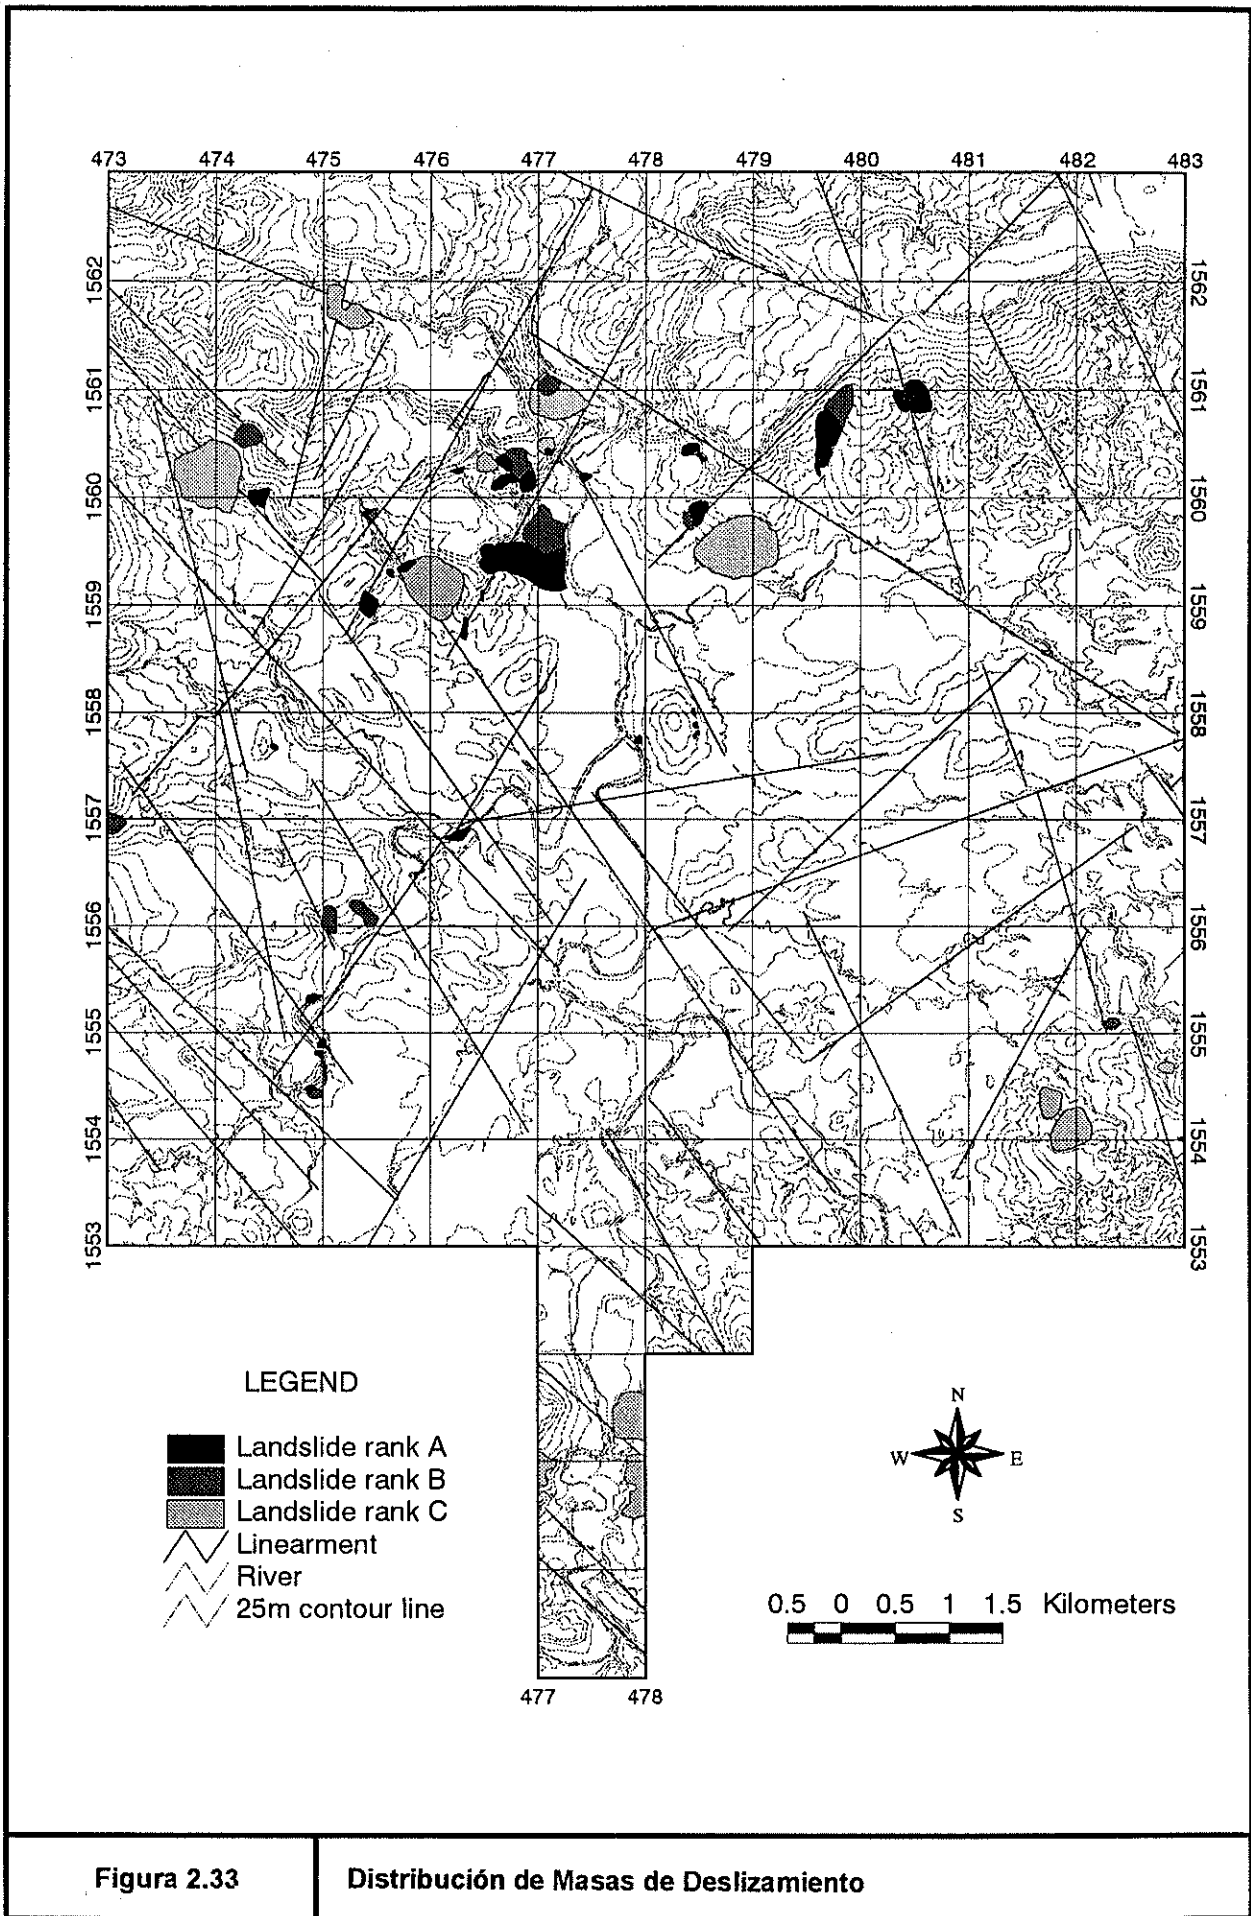 473 474 475 476 477 478 479 480 481 482 483
1562 1562
1561 1561
1560 1560
1559 1559
1558 1558
1557 1557
1556 1556
1555 1555
1554 1554
1553 1553
LEGEND
Landslide rank A
Landslide rank B
Landslide rank C
Linearment
River
25m contour line
N
W E
S
0.5 0 0.5 1 1.5 Kilometers
477 478
Figura 2.33
Distribución de Masas de Deslizamiento